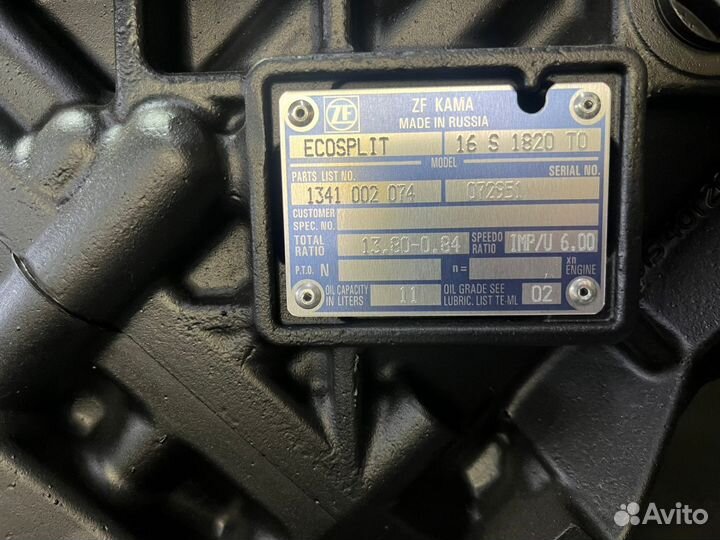 ZF
ZF KAMA
MADE IN RUSSIA
ECOSPLIT 16 S 1820 TO
MODEL
PARTS LIST NO. SERIAL NO.
1341 002 074 072951
CUSTOMER
SPEC. NO.
TOTAL
RATIO 13.80-0.84 SPEEDO
RATIO IMP/U 6.00
P.T.O. N n= xn
ENGINE
OIL CAPACITY
IN LITERS 11 OIL GRADE SEE
LUBRIC. LIST TE-ML 02
Avito